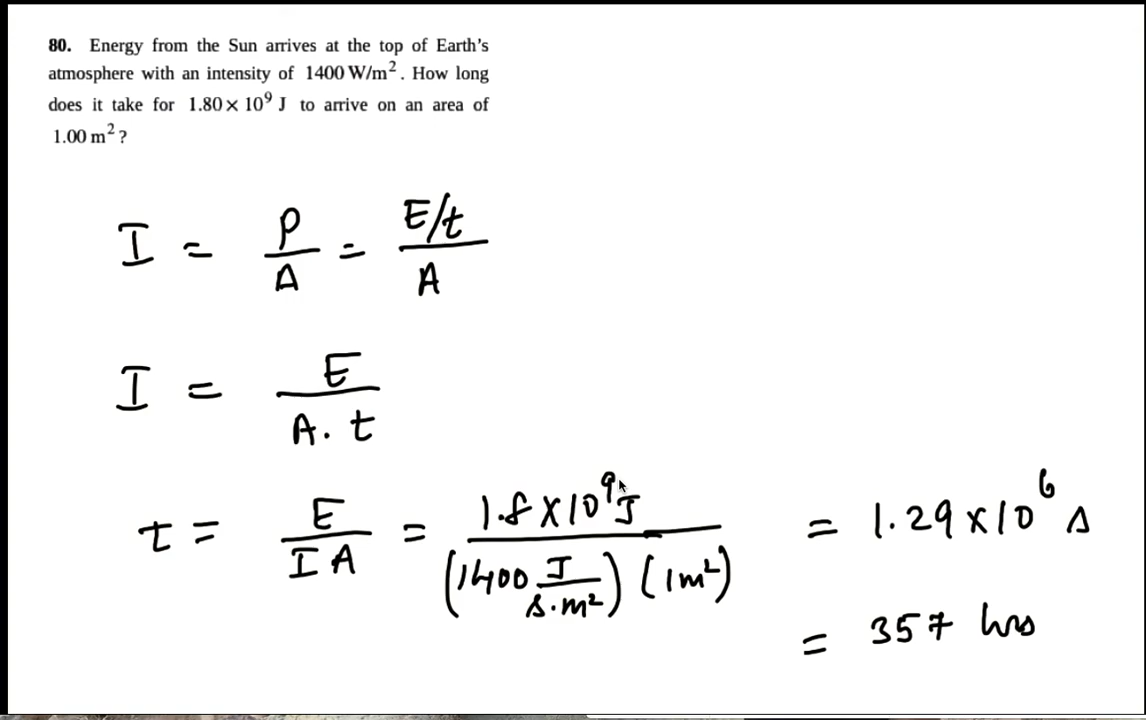 80. Energy from the Sun arrives at the top of Earth's
atmosphere with an intensity of 1400 W/m². How long
does it take for 1.80 × 10⁹ J to arrive on an area of
1.00 m²?
I = P/A = (E/t)/A
I = E/(A. t)
t = E/(I A) = 1.8 X 10⁹ J/((1400 J/(s.m²)) (1m²)) = 1.29 x 10⁶ s
= 357 hrs